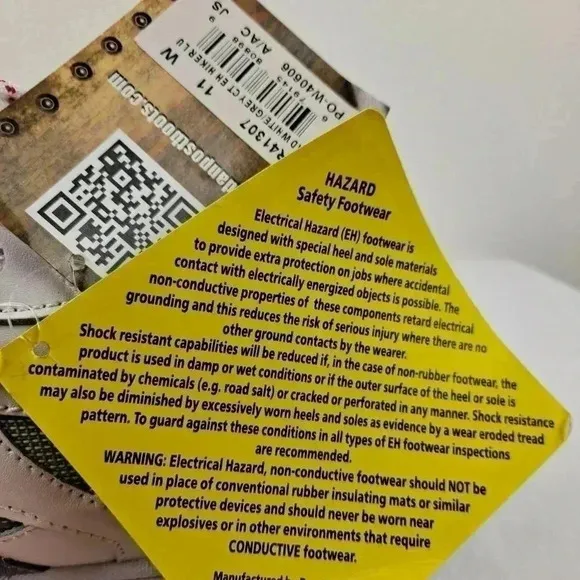 JS
A/AC
PO-W40606
11 W
R41307
danpostboots.com
HAZARD
Safety Footwear
Electrical Hazard (EH) footwear is
designed with special heel and sole materials
to provide extra protection on jobs where accidental
contact with electrically energized objects is possible. The
non-conductive properties of these components retard electrical
grounding and this reduces the risk of serious injury where there are no
other ground contacts by the wearer.
Shock resistant capabilities will be reduced if, in the case of non-rubber footwear, the
product is used in damp or wet conditions or if the outer surface of the heel or sole is
contaminated by chemicals (e.g. road salt) or cracked or perforated in any manner. Shock resistance
may also be diminished by excessively worn heels and soles as evidence by a wear eroded tread
pattern. To guard against these conditions in all types of EH footwear inspections
are recommended.
WARNING: Electrical Hazard, non-conductive footwear should NOT be
used in place of conventional rubber insulating mats or similar
protective devices and should never be worn near
explosives or in other environments that require
CONDUCTIVE footwear.
Manufactured by